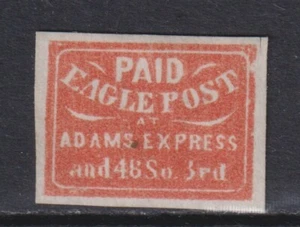 PAID
EAGLE POST
AT
ADAMS EXPRESS
and 48 So. 3rd